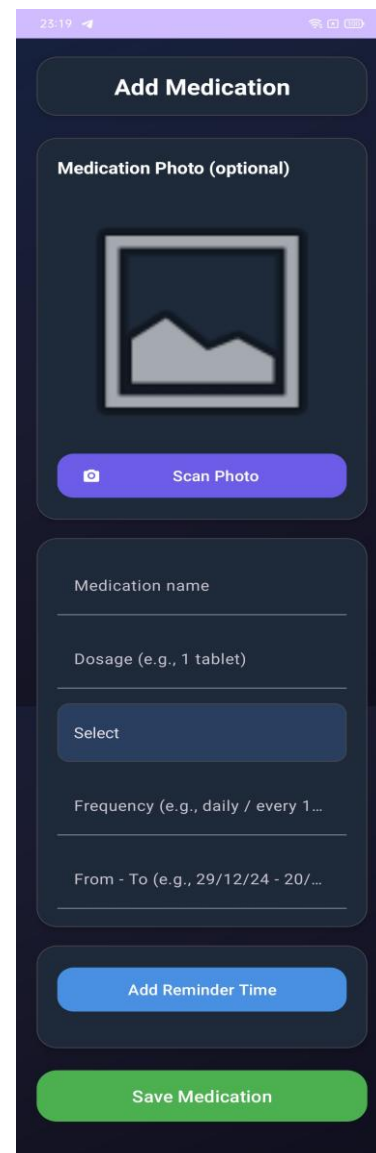 23:19
Add Medication
Medication Photo (optional)
Scan Photo
Medication name
Dosage (e.g., 1 tablet)
Select
Frequency (e.g., daily / every 1...
From - To (e.g., 29/12/24 - 20/...
Add Reminder Time
Save Medication